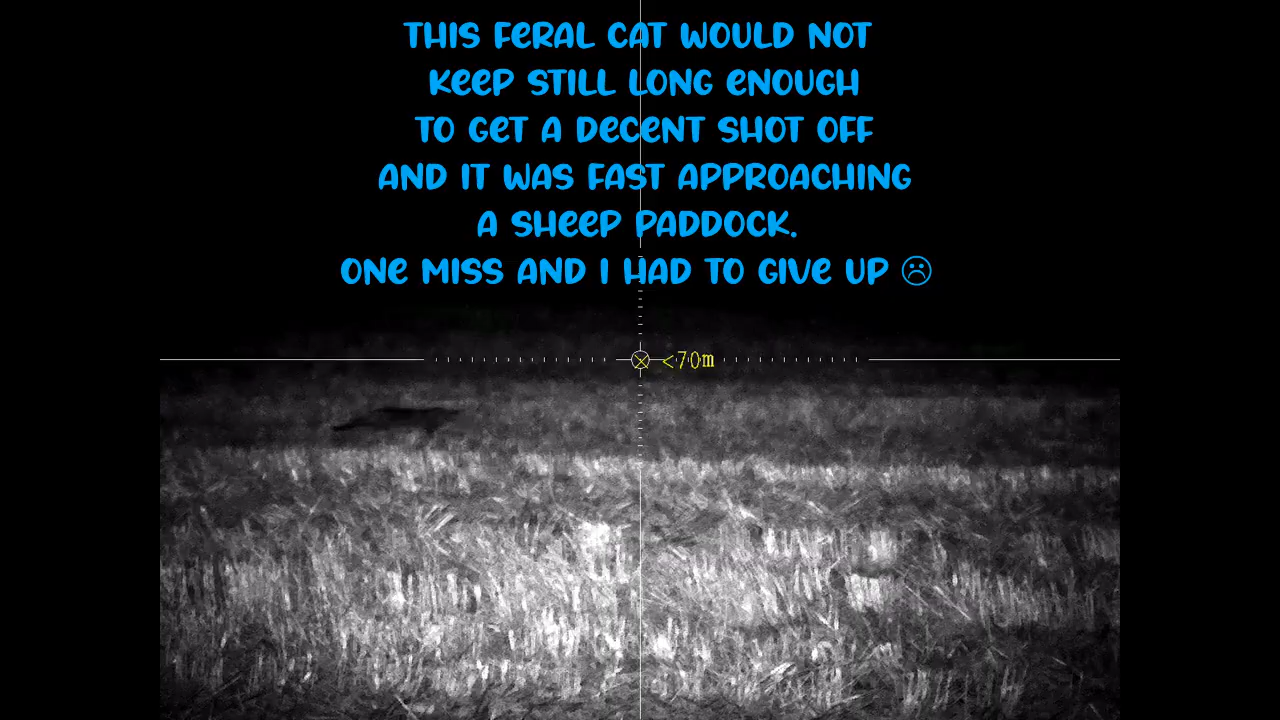 THIS FERAL CAT WOULD NOT
KEEP STILL LONG ENOUGH
TO GET A DECENT SHOT OFF
AND IT WAS FAST APPROACHING
A SHEEP PADDOCK.
ONE MISS AND I HAD TO GIVE UP ☹
<70m